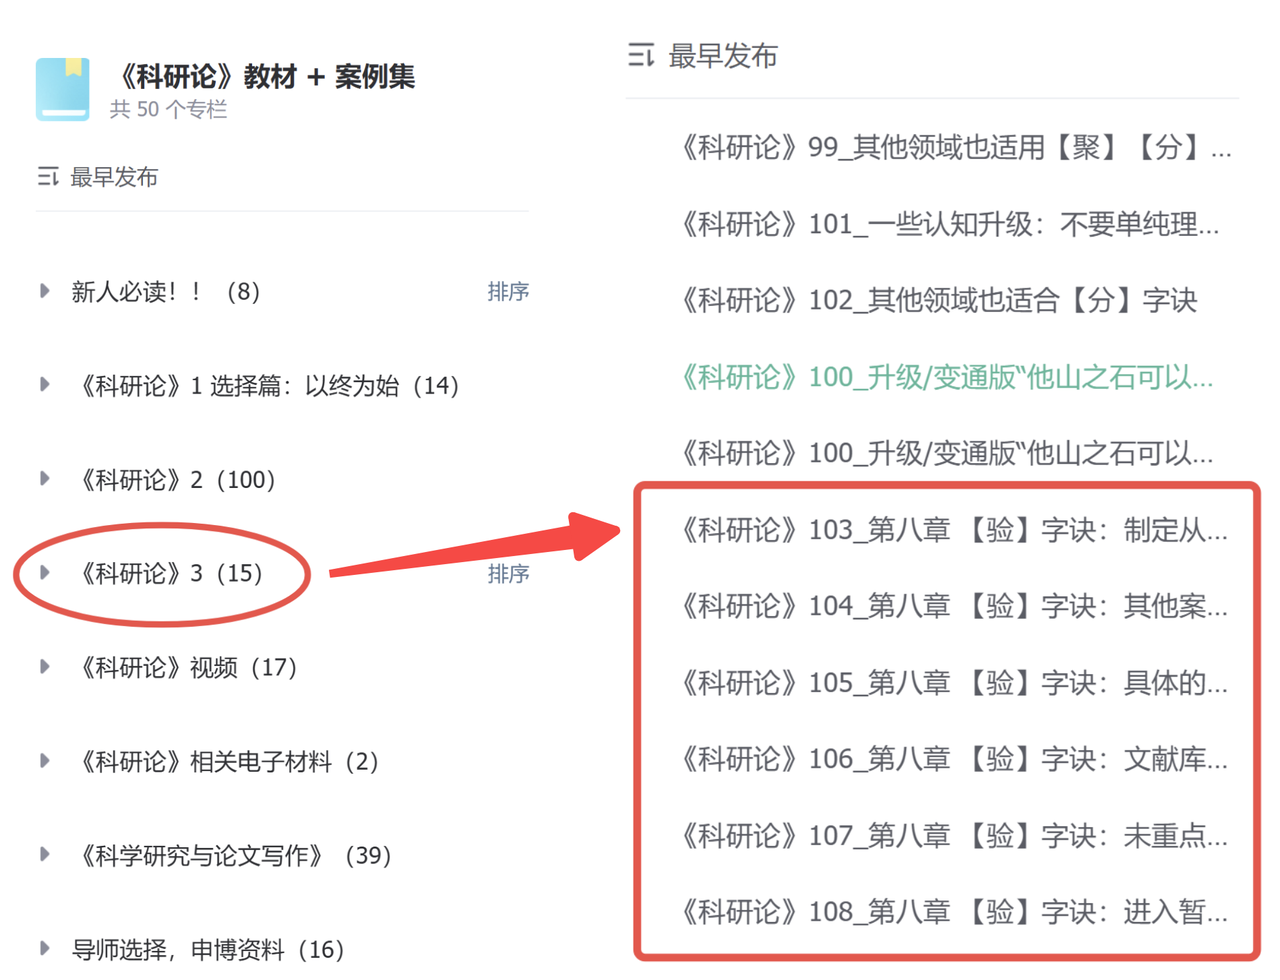 《科研论》教材 + 案例集
共 50 个专栏
最早发布
新人必读！！（8）
排序
《科研论》1 选择篇：以终为始（14）
《科研论》2（100）
《科研论》3（15）
排序
《科研论》视频（17）
《科研论》相关电子材料（2）
《科学研究与论文写作》（39）
导师选择，申博资料（16）
最早发布
《科研论》99_其他领域也适用【聚】【分】...
《科研论》101_一些认知升级：不要单纯理...
《科研论》102_其他领域也适合【分】字诀
《科研论》100_升级/变通版“他山之石可以...
《科研论》100_升级/变通版“他山之石可以...
《科研论》103_第八章 【验】字诀：制定从...
《科研论》104_第八章 【验】字诀：其他案...
《科研论》105_第八章 【验】字诀：具体的...
《科研论》106_第八章 【验】字诀：文献库...
《科研论》107_第八章 【验】字诀：未重点...
《科研论》108_第八章 【验】字诀：进入暂...